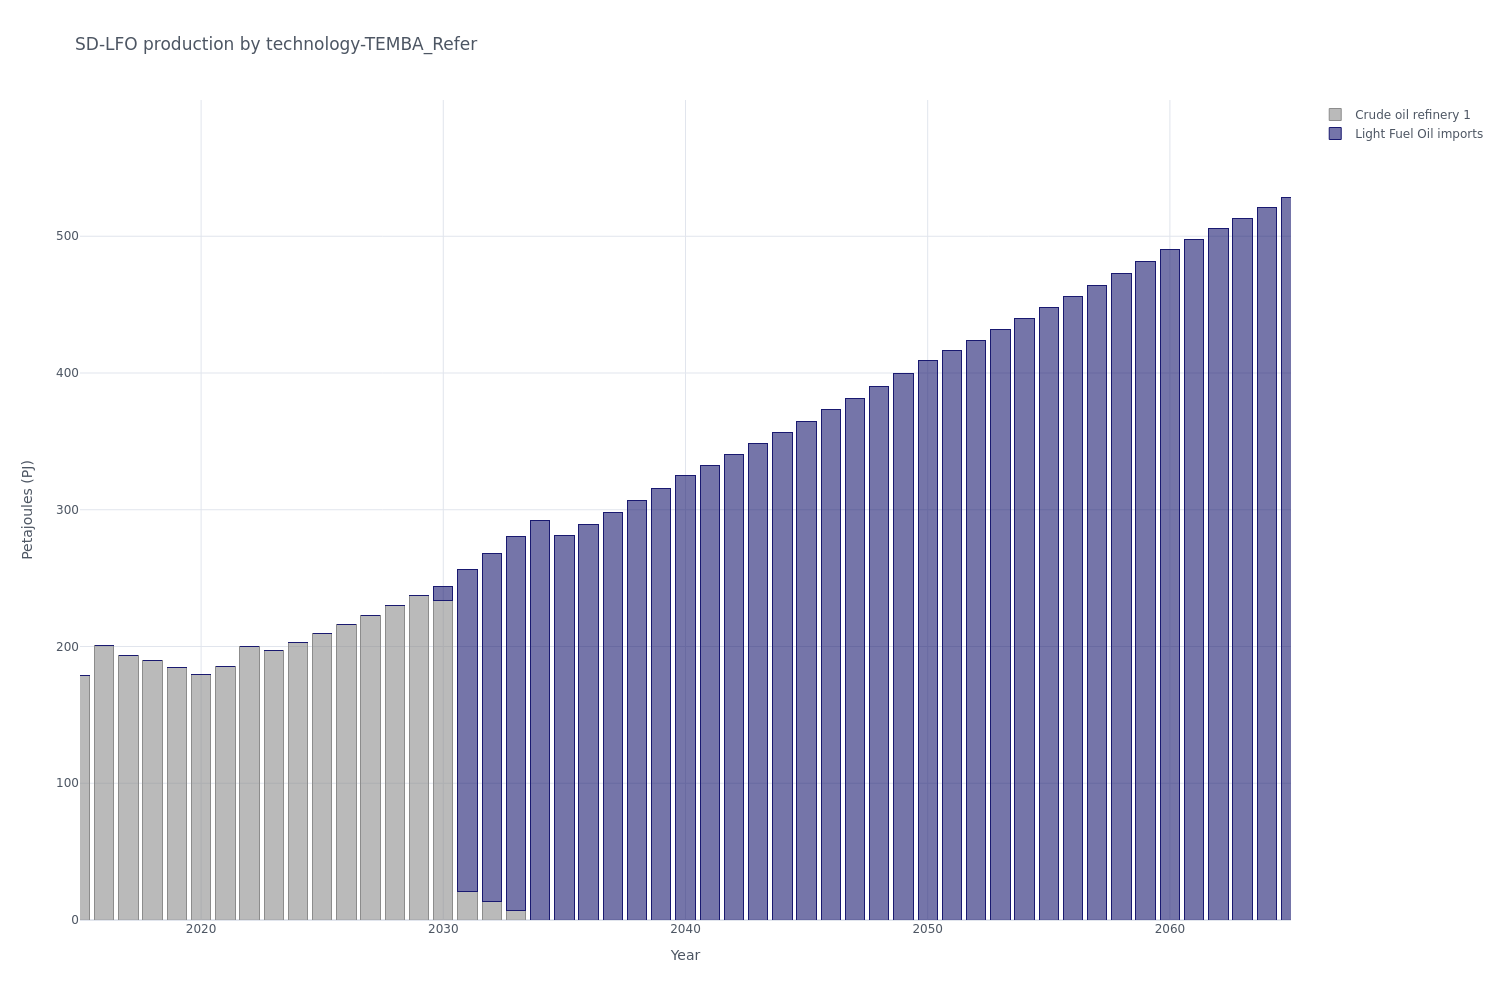 SD-LFO production by technology-TEMBA_Refer
Crude oil refinery 1
Light Fuel Oil imports
Petajoules (PJ)
500
400
300
200
100
0
2020
2030
2040
2050
2060
Year